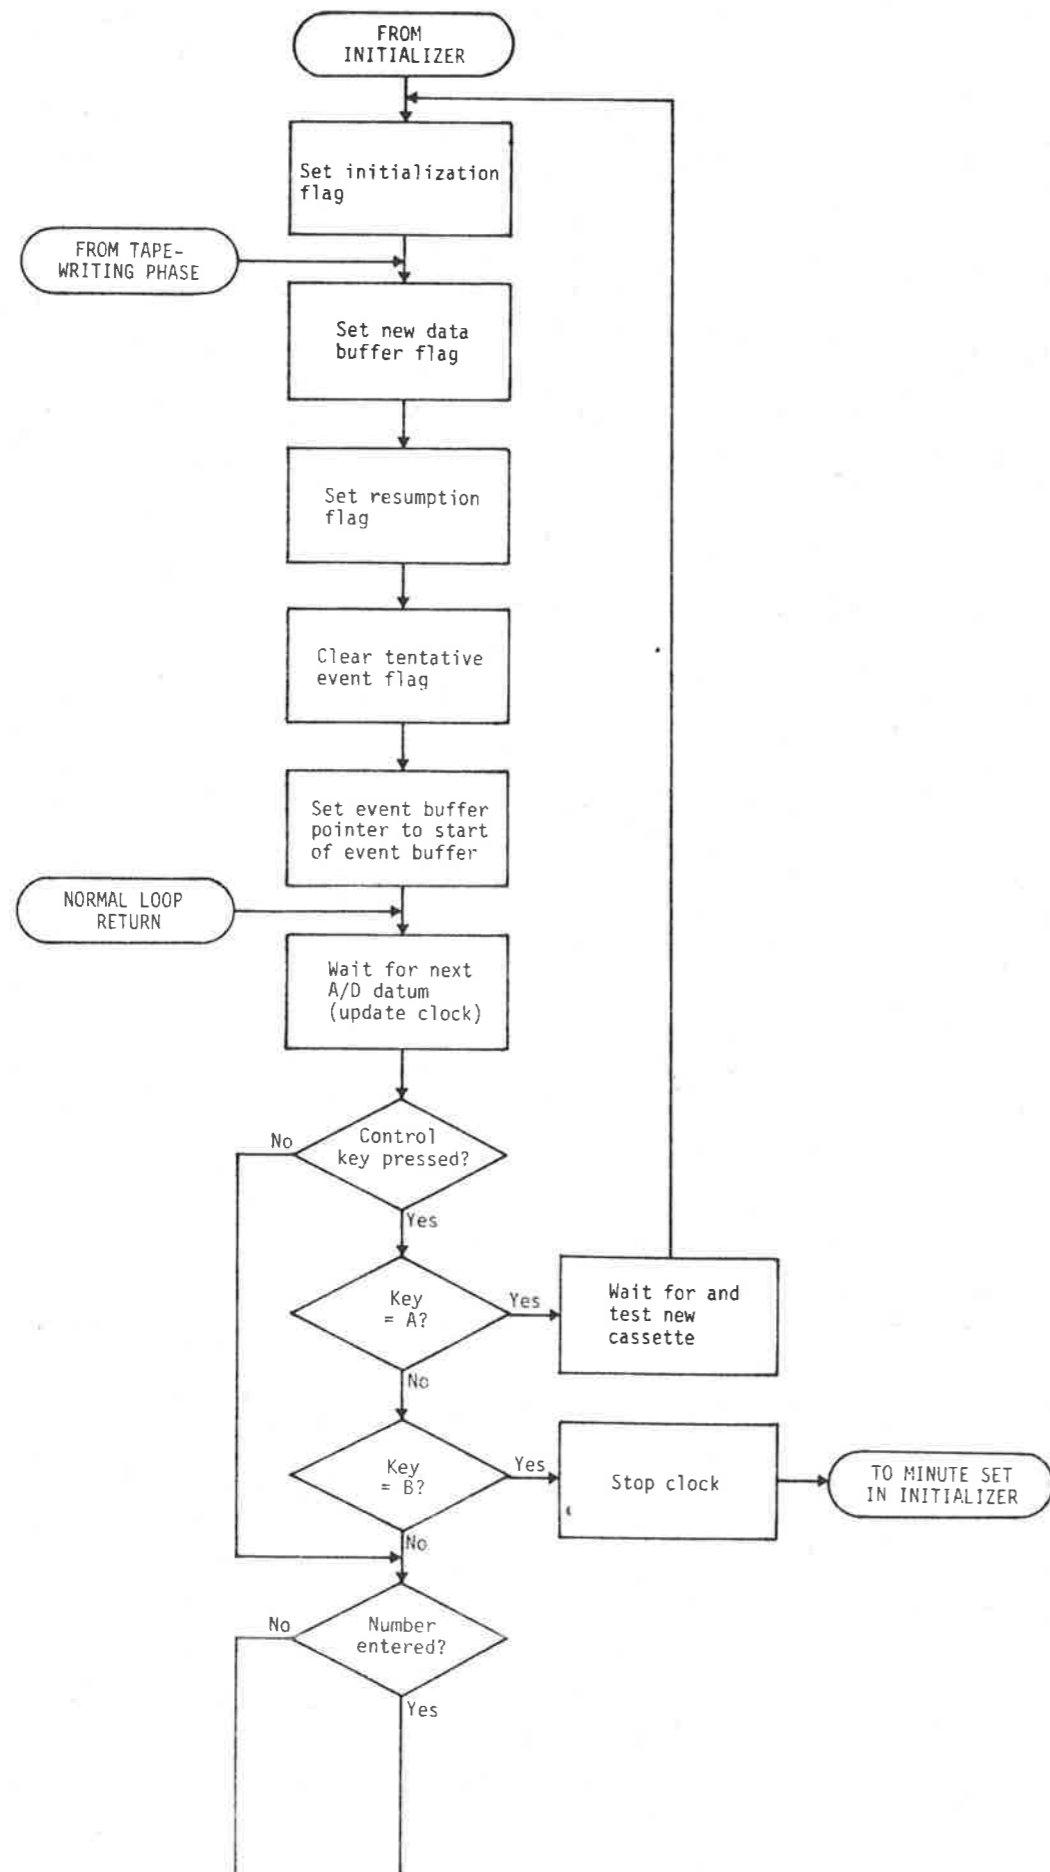 FROM
INITIALIZER
Set initialization
flag
FROM TAPE-
WRITING PHASE
Set new data
buffer flag
Set resumption
flag
Clear tentative
event flag
Set event buffer
pointer to start
of event buffer
NORMAL LOOP
RETURN
Wait for next
A/D datum
(update clock)
No
Control
key pressed?
Yes
Key
= A?
Yes
Wait for and
test new
cassette
No
Key
= B?
Yes
Stop clock
TO MINUTE SET
IN INITIALIZER
No
No
Number
entered?
Yes